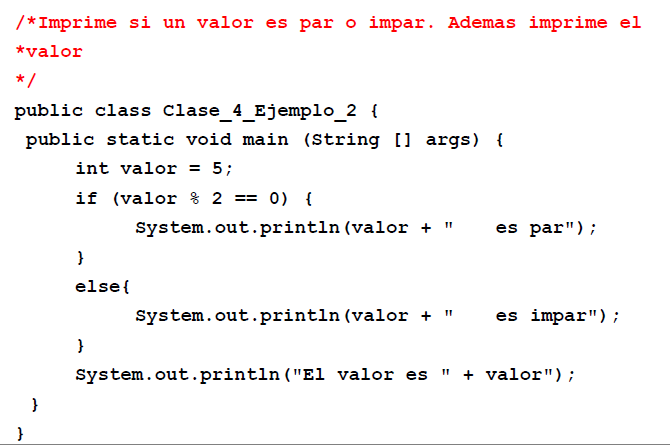 /*Imprime si un valor es par o impar. Ademas imprime el
*valor
*/
public class Clase_4_Ejemplo_2 {
public static void main (String [] args) {
int valor = 5;
if (valor % 2 == 0) {
System.out.println(valor + "    es par");
}
else{
System.out.println(valor + "    es impar");
}
System.out.println("El valor es " + valor");
}
}